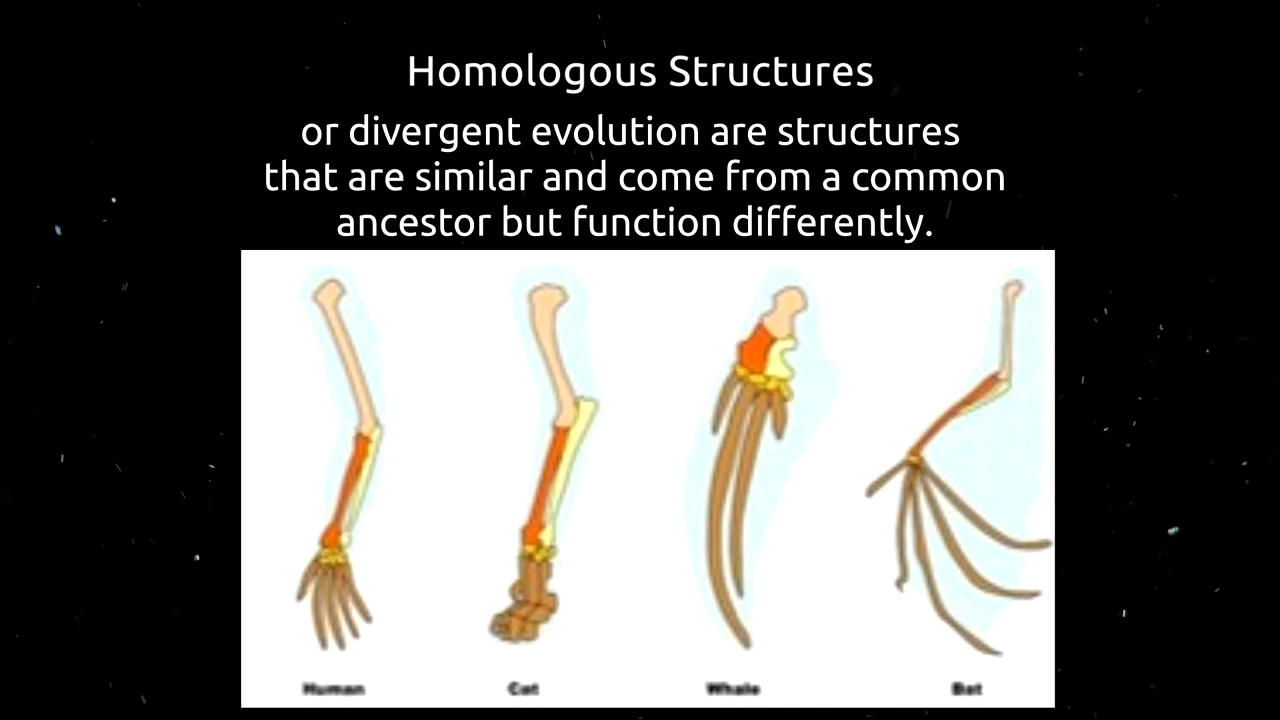 Homologous Structures
or divergent evolution are structures
that are similar and come from a common
ancestor but function differently.
Human Cat Whale Bat